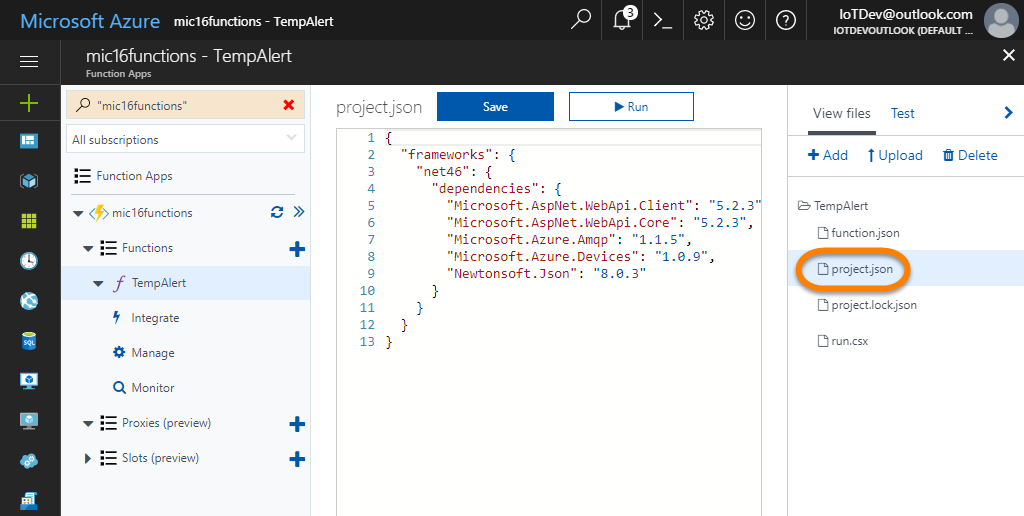 Microsoft Azure mic16functions - TempAlert
3
IoTDev@outlook.com
IOTDEVOUTLOOK (DEFAULT ...
mic16functions - TempAlert
Function Apps
"mic16functions"
All subscriptions
Function Apps
mic16functions
Functions
TempAlert
Integrate
Manage
Monitor
Proxies (preview)
Slots (preview)
project.json
Save
Run
1 {
2 "frameworks": {
3 "net46": {
4 "dependencies": {
5 "Microsoft.AspNet.WebApi.Client": "5.2.3"
6 "Microsoft.AspNet.WebApi.Core": "5.2.3",
7 "Microsoft.Azure.Amqp": "1.1.5",
8 "Microsoft.Azure.Devices": "1.0.9",
9 "Newtonsoft.Json": "8.0.3"
10 }
11 }
12 }
13 }
View files
Test
Add
Upload
Delete
TempAlert
function.json
project.json
project.lock.json
run.csx
SQL